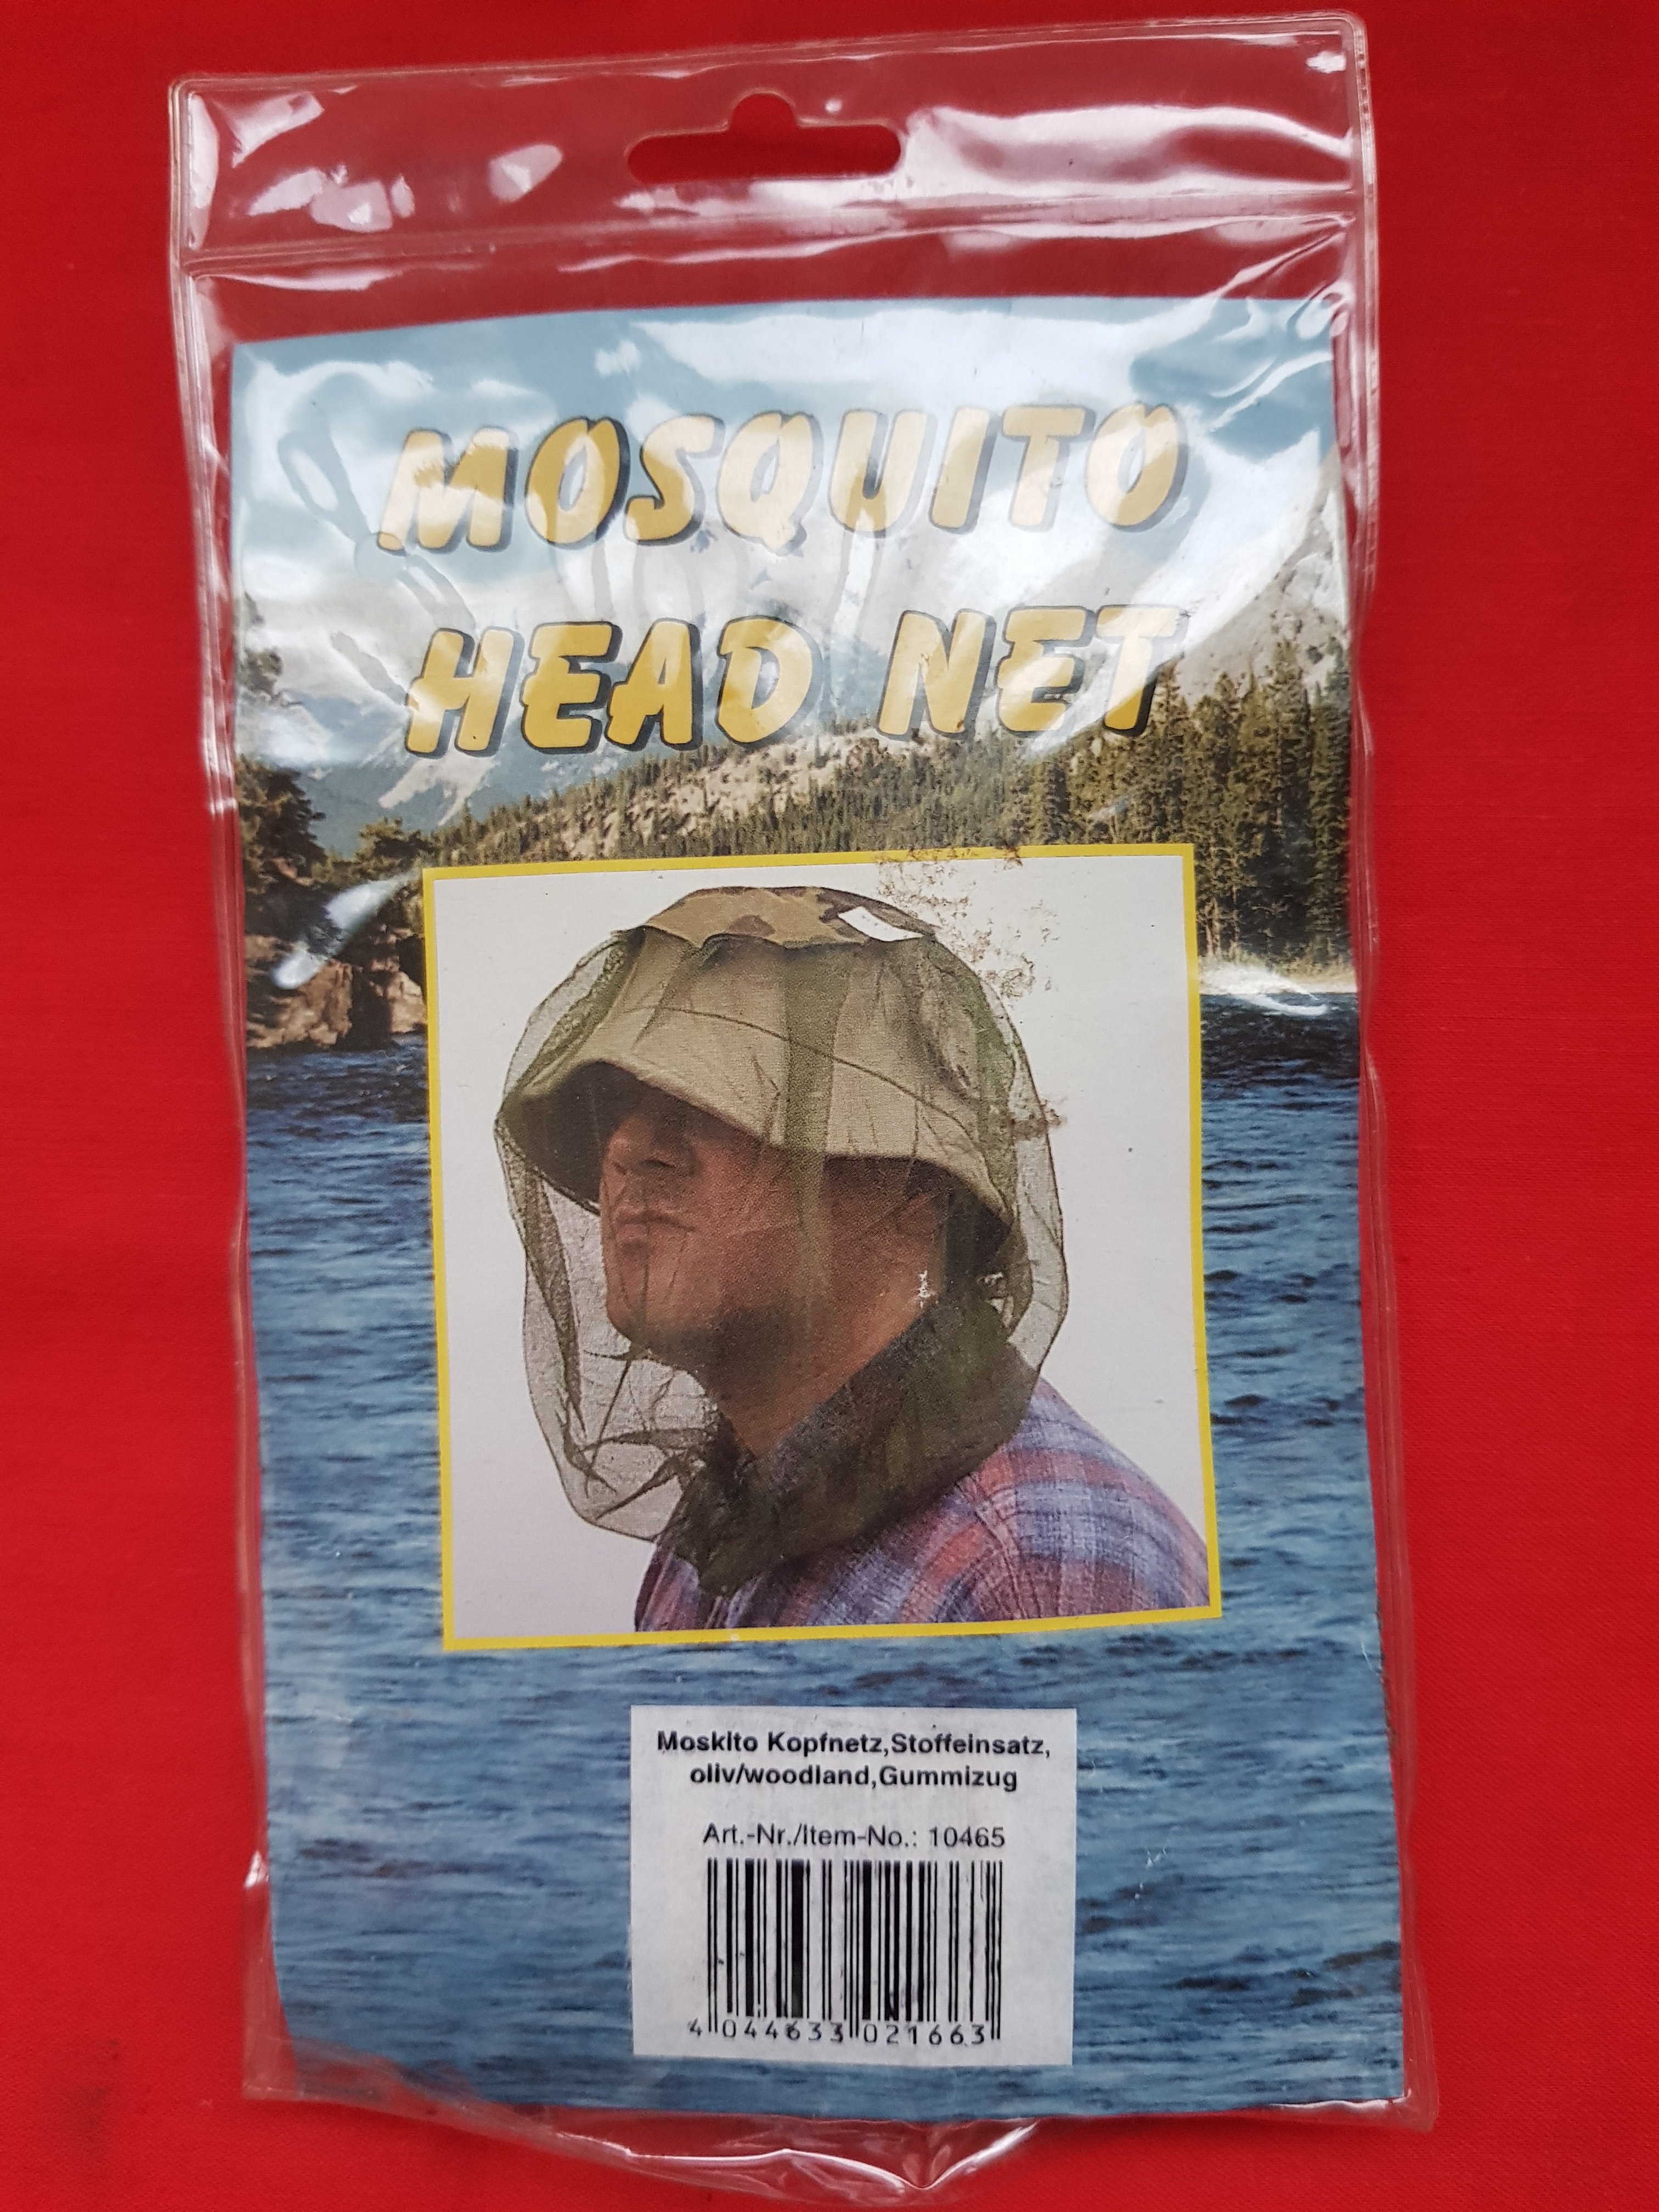 MOSQUITO
HEAD NET
Moskito Kopfnetz,Stoffeinsatz,
oliv/woodland,Gummizug
Art.-Nr./Item-No.: 10465
4 044633 021663